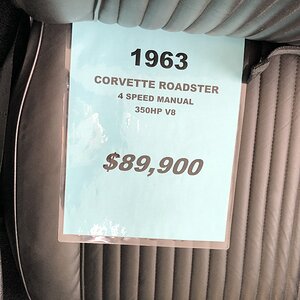 1963
CORVETTE ROADSTER
4 SPEED MANUAL
350HP V8
$89,900